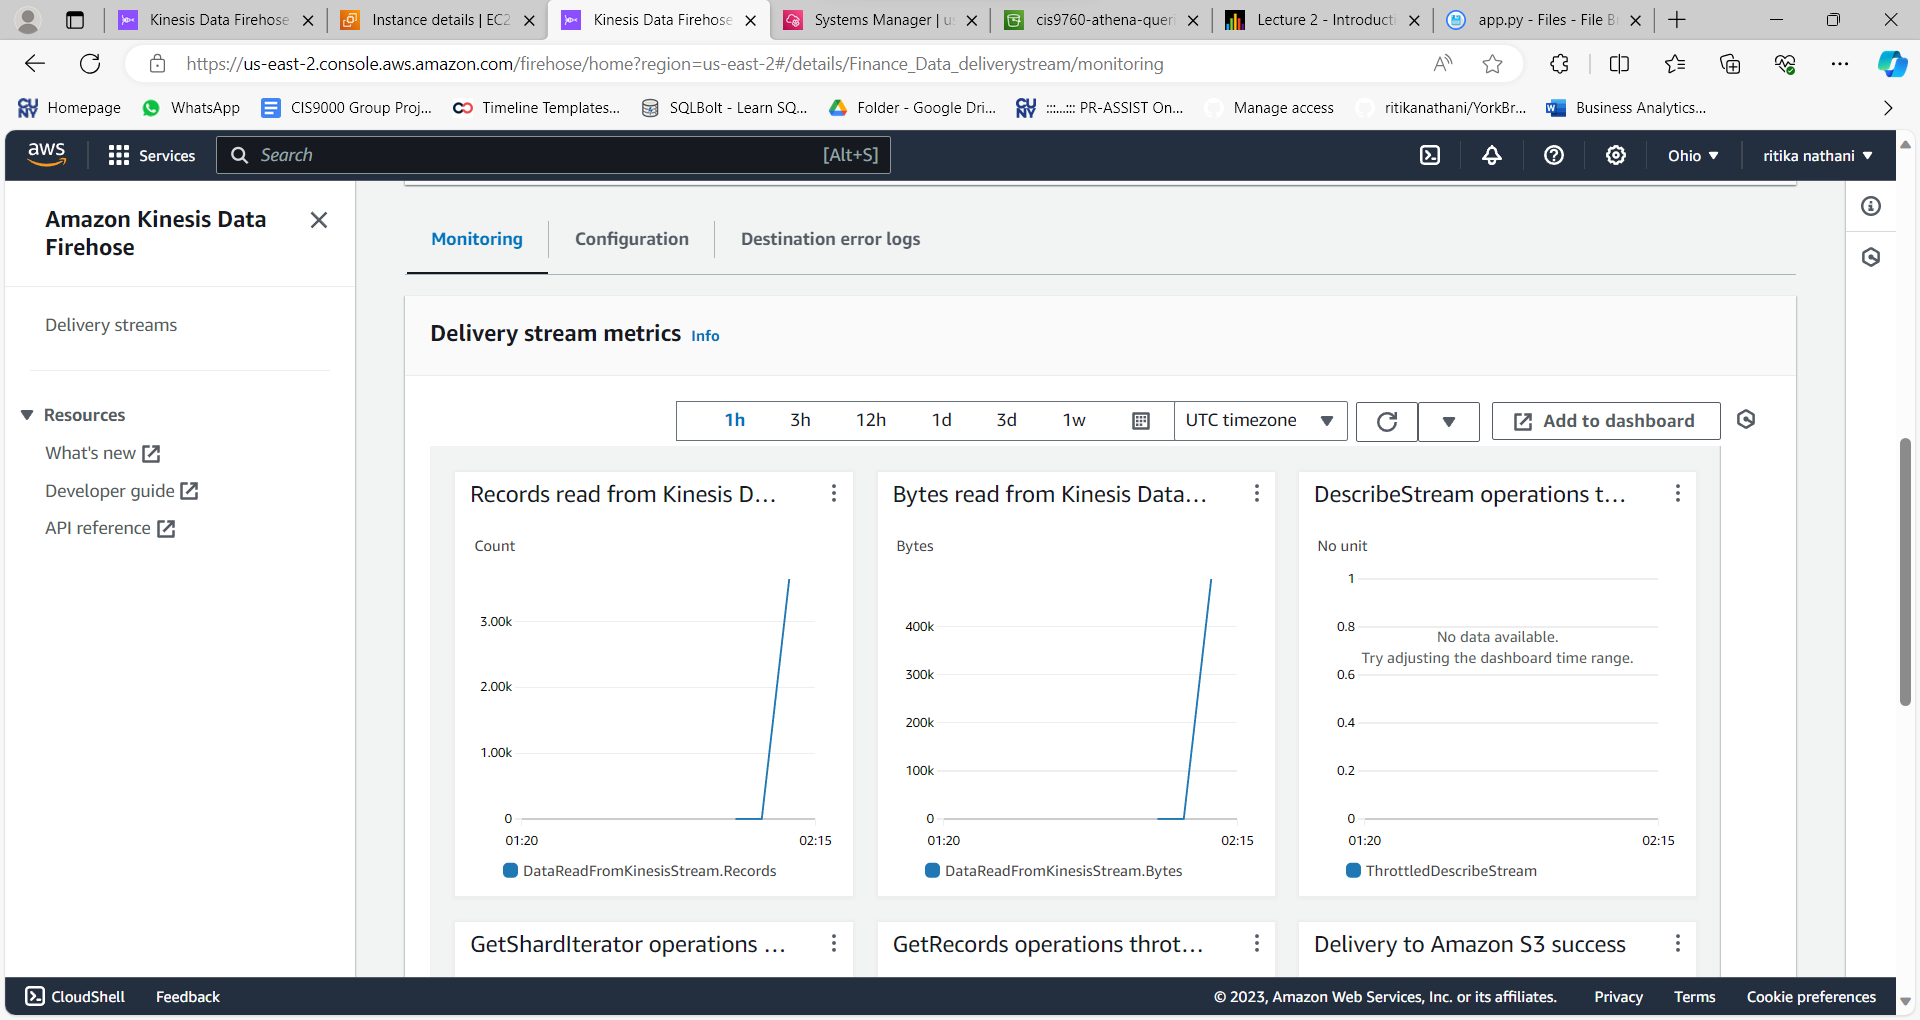 Kinesis Data Firehose
Instance details | EC2
Kinesis Data Firehose
Systems Manager | us
cis9760-athena-queri
Lecture 2 - Introducti
app.py - Files - File Br
https://us-east-2.console.aws.amazon.com/firehose/home?region=us-east-2#/details/Finance_Data_deliverystream/monitoring
Homepage
WhatsApp
CIS9000 Group Proj...
Timeline Templates...
SQLBolt - Learn SQ...
Folder - Google Dri...
:::...::: PR-ASSIST On...
Manage access
ritikanathani/YorkBr...
Business Analytics...
aws
Services
Search
[Alt+S]
Ohio
ritika nathani
Amazon Kinesis Data
Firehose
Delivery streams
Resources
What's new
Developer guide
API reference
Monitoring
Configuration
Destination error logs
Delivery stream metrics Info
1h
3h
12h
1d
3d
1w
UTC timezone
Add to dashboard
Records read from Kinesis D...
Count
3.00k
2.00k
1.00k
0
01:20
02:15
DataReadFromKinesisStream.Records
Bytes read from Kinesis Data...
Bytes
400k
300k
200k
100k
0
01:20
02:15
DataReadFromKinesisStream.Bytes
DescribeStream operations t...
No unit
1
0.8
No data available.
Try adjusting the dashboard time range.
0.6
0.4
0.2
0
01:20
02:15
ThrottledDescribeStream
GetShardIterator operations ...
GetRecords operations throt...
Delivery to Amazon S3 success
CloudShell
Feedback
© 2023, Amazon Web Services, Inc. or its affiliates.
Privacy
Terms
Cookie preferences